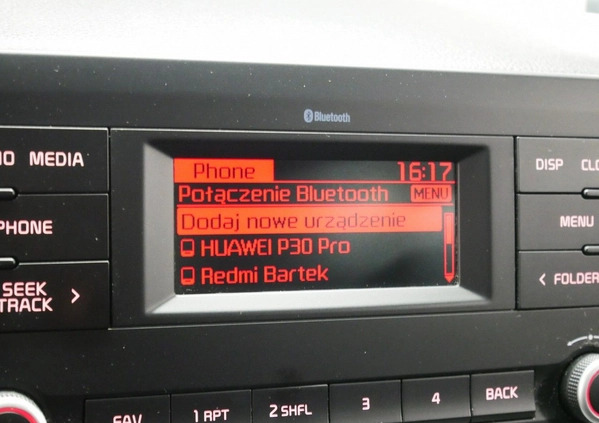 Bluetooth
MEDIA
PHONE
SEEK
TRACK >
Phone 16:17
Połączenie Bluetooth MENU
Dodaj nowe urządzenie
HUAWEI P30 Pro
Redmi Bartek
DISP
MENU
< FOLDER
FAV
1 RPT
2 SHFL
3
4
BACK